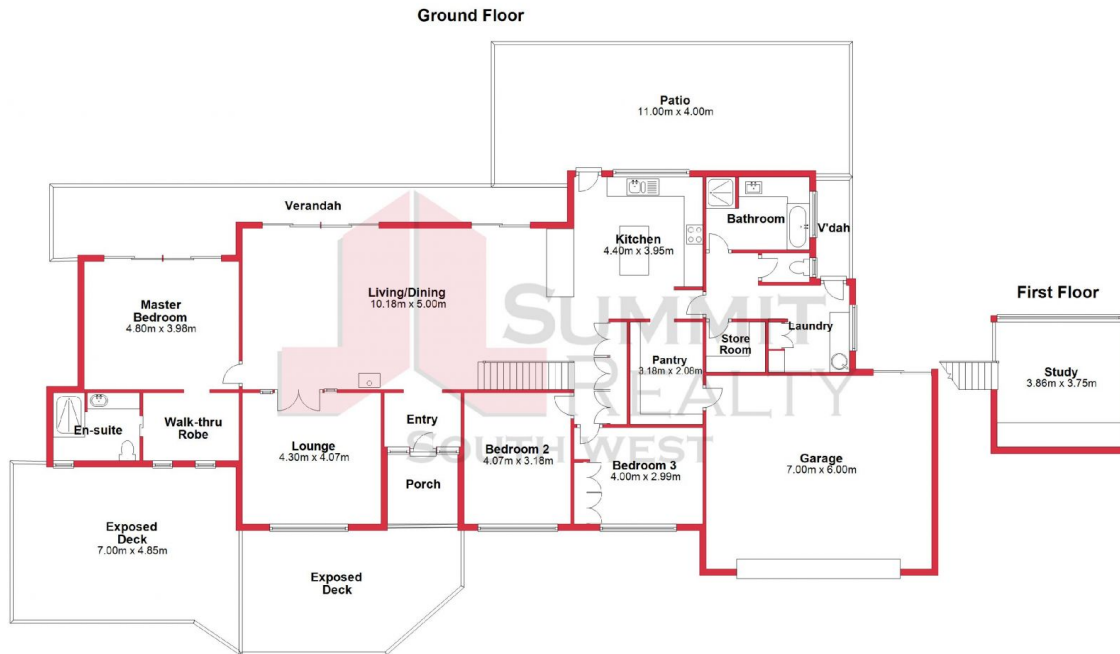 Ground Floor
Patio
11.00m x 4.00m
Verandah
Bathroom
V'dah
Kitchen
4.40m x 3.95m
Living/Dining
10.18m x 5.00m
Master
Bedroom
4.80m x 3.98m
First Floor
Laundry
Store
Room
Pantry
3.18m x 2.08m
Study
3.86m x 3.75m
En-suite
Walk-thru
Robe
Entry
Lounge
4.30m x 4.07m
Bedroom 2
4.07m x 3.18m
Bedroom 3
4.00m x 2.99m
Garage
7.00m x 6.00m
Porch
Exposed
Deck
7.00m x 4.85m
Exposed
Deck
SUMMIT
REALTY
SOUTH WEST